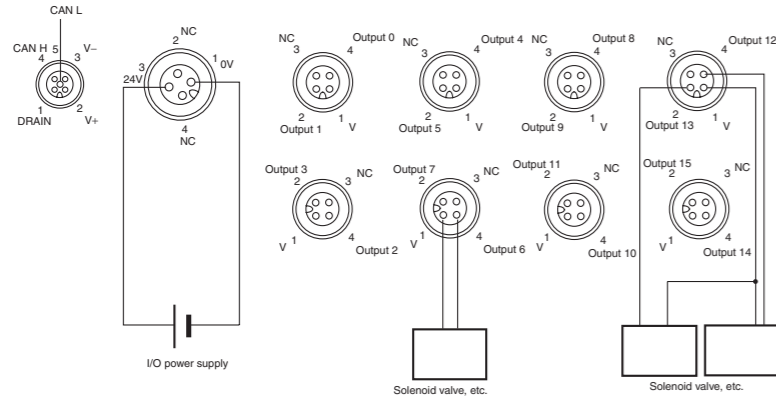 CAN L
CAN H
5
V–
4
3
1
2
DRAIN
V+
NC
2
3
1
0V
24V
4
NC
I/O power supply
NC
Output 0
3
4
2
1
Output 1
V
NC
Output 4
3
4
2
1
Output 5
V
NC
Output 8
3
4
2
1
Output 9
V
NC
Output 12
3
4
2
1
Output 13
V
Output 3
2
3
NC
V
1
4
Output 2
Output 7
2
3
NC
V
1
4
Output 6
Output 11
2
3
NC
V
1
4
Output 10
Output 15
2
3
NC
V
1
4
Output 14
Solenoid valve, etc.
Solenoid valve, etc.